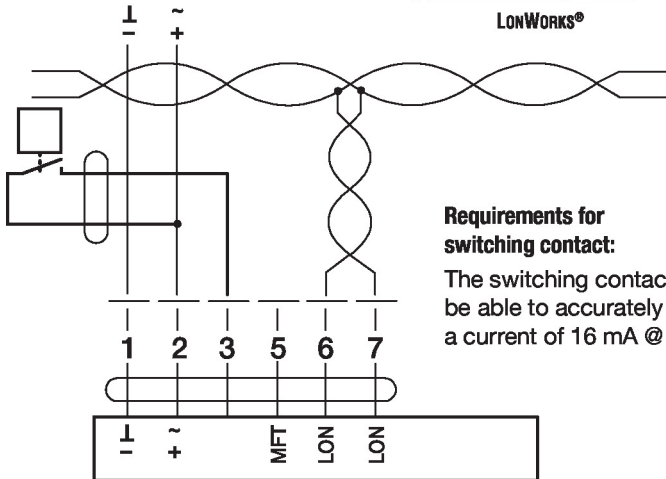 ⊥ ~
– +
LONWORKS®
Requirements for
switching contact:
The switching contac
be able to accurately
a current of 16 mA @
1 2 3 5 6 7
⊥ ~
– + MFT LON LON